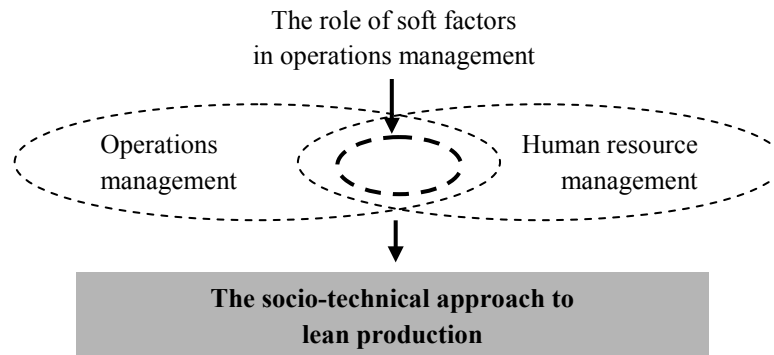 The role of soft factors
in operations management
Operations
management
Human resource
management
The socio-technical approach to
lean production